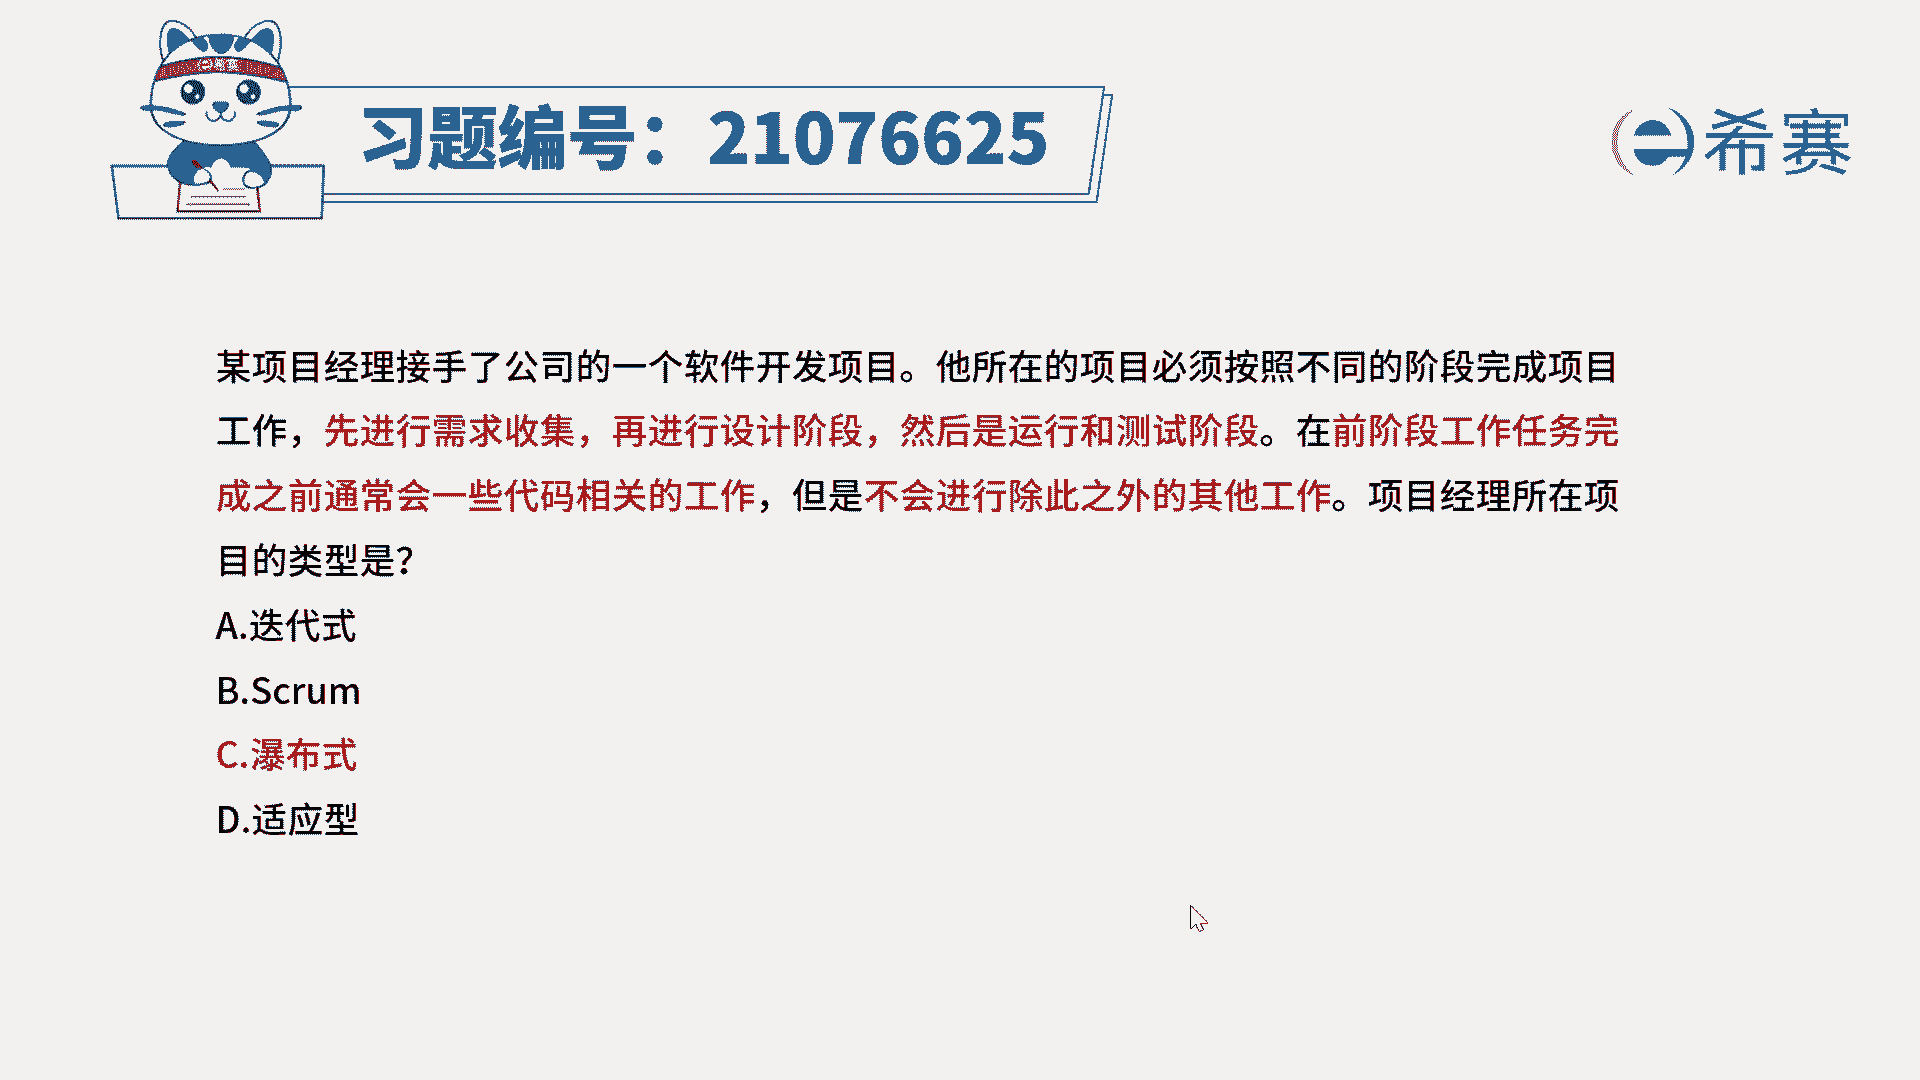 习题编号：21076625
希赛
某项目经理接手了公司的一个软件开发项目。他所在的项目必须按照不同的阶段完成项目
工作，先进行需求收集，再进行设计阶段，然后是运行和测试阶段。在前阶段工作任务完
成之前通常会一些代码相关的工作，但是不会进行除此之外的其他工作。项目经理所在项
目的类型是？
A.迭代式
B.Scrum
C.瀑布式
D.适应型